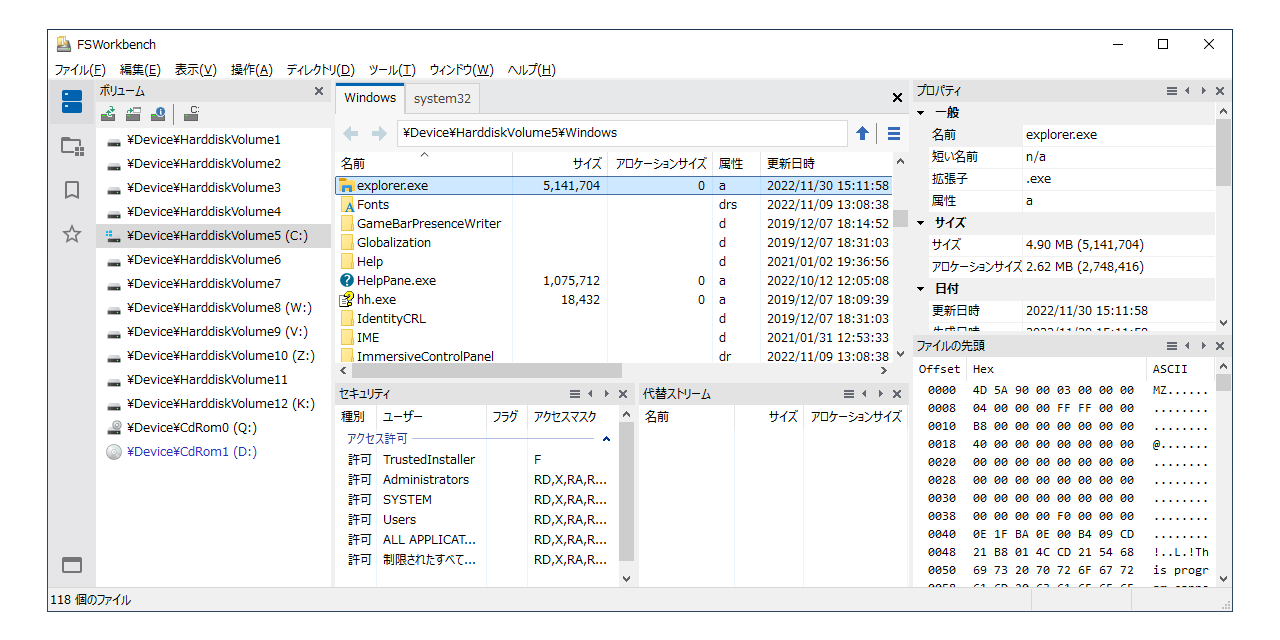 FSWorkbench
ファイル(F) 編集(E) 表示(V) 操作(A) ディレクトリ(D) ツール(T) ウィンドウ(W) ヘルプ(H)
ボリューム
C:
¥Device¥HarddiskVolume1
¥Device¥HarddiskVolume2
¥Device¥HarddiskVolume3
¥Device¥HarddiskVolume4
¥Device¥HarddiskVolume5 (C:)
¥Device¥HarddiskVolume6
¥Device¥HarddiskVolume7
¥Device¥HarddiskVolume8 (W:)
¥Device¥HarddiskVolume9 (V:)
¥Device¥HarddiskVolume10 (Z:)
¥Device¥HarddiskVolume11
¥Device¥HarddiskVolume12 (K:)
¥Device¥CdRom0 (Q:)
¥Device¥CdRom1 (D:)
Windows system32
¥Device¥HarddiskVolume5¥Windows
名前 サイズ アロケーションサイズ 属性 更新日時
explorer.exe 5,141,704 0 a 2022/11/30 15:11:58
Fonts drs 2022/11/09 13:08:38
GameBarPresenceWriter d 2019/12/07 18:14:52
Globalization d 2019/12/07 18:31:03
Help d 2021/01/02 19:36:56
HelpPane.exe 1,075,712 0 a 2022/10/12 12:05:08
hh.exe 18,432 0 a 2019/12/07 18:09:39
IdentityCRL d 2019/12/07 18:31:03
IME d 2021/01/31 12:53:33
ImmersiveControlPanel dr 2022/11/09 13:08:38
セキュリティ
種別 ユーザー フラグ アクセスマスク
アクセス許可
許可 TrustedInstaller F
許可 Administrators RD,X,RA,R...
許可 SYSTEM RD,X,RA,R...
許可 Users RD,X,RA,R...
許可 ALL APPLICAT... RD,X,RA,R...
許可 制限されたすべて... RD,X,RA,R...
代替ストリーム
名前 サイズ アロケーションサイズ
プロパティ
一般
名前 explorer.exe
短い名前 n/a
拡張子 .exe
属性 a
サイズ
サイズ 4.90 MB (5,141,704)
アロケーションサイズ 2.62 MB (2,748,416)
日付
更新日時 2022/11/30 15:11:58
ファイルの先頭
Offset Hex ASCII
0000 4D 5A 90 00 03 00 00 00 MZ......
0008 04 00 00 00 FF FF 00 00 ........
0010 B8 00 00 00 00 00 00 00 ........
0018 40 00 00 00 00 00 00 00 @.......
0020 00 00 00 00 00 00 00 00 ........
0028 00 00 00 00 00 00 00 00 ........
0030 00 00 00 00 00 00 00 00 ........
0038 00 00 00 00 F0 00 00 00 ........
0040 0E 1F BA 0E 00 B4 09 CD ........
0048 21 B8 01 4C CD 21 54 68 !..L.!Th
0050 69 73 20 70 72 6F 67 72 is progr
118 個のファイル